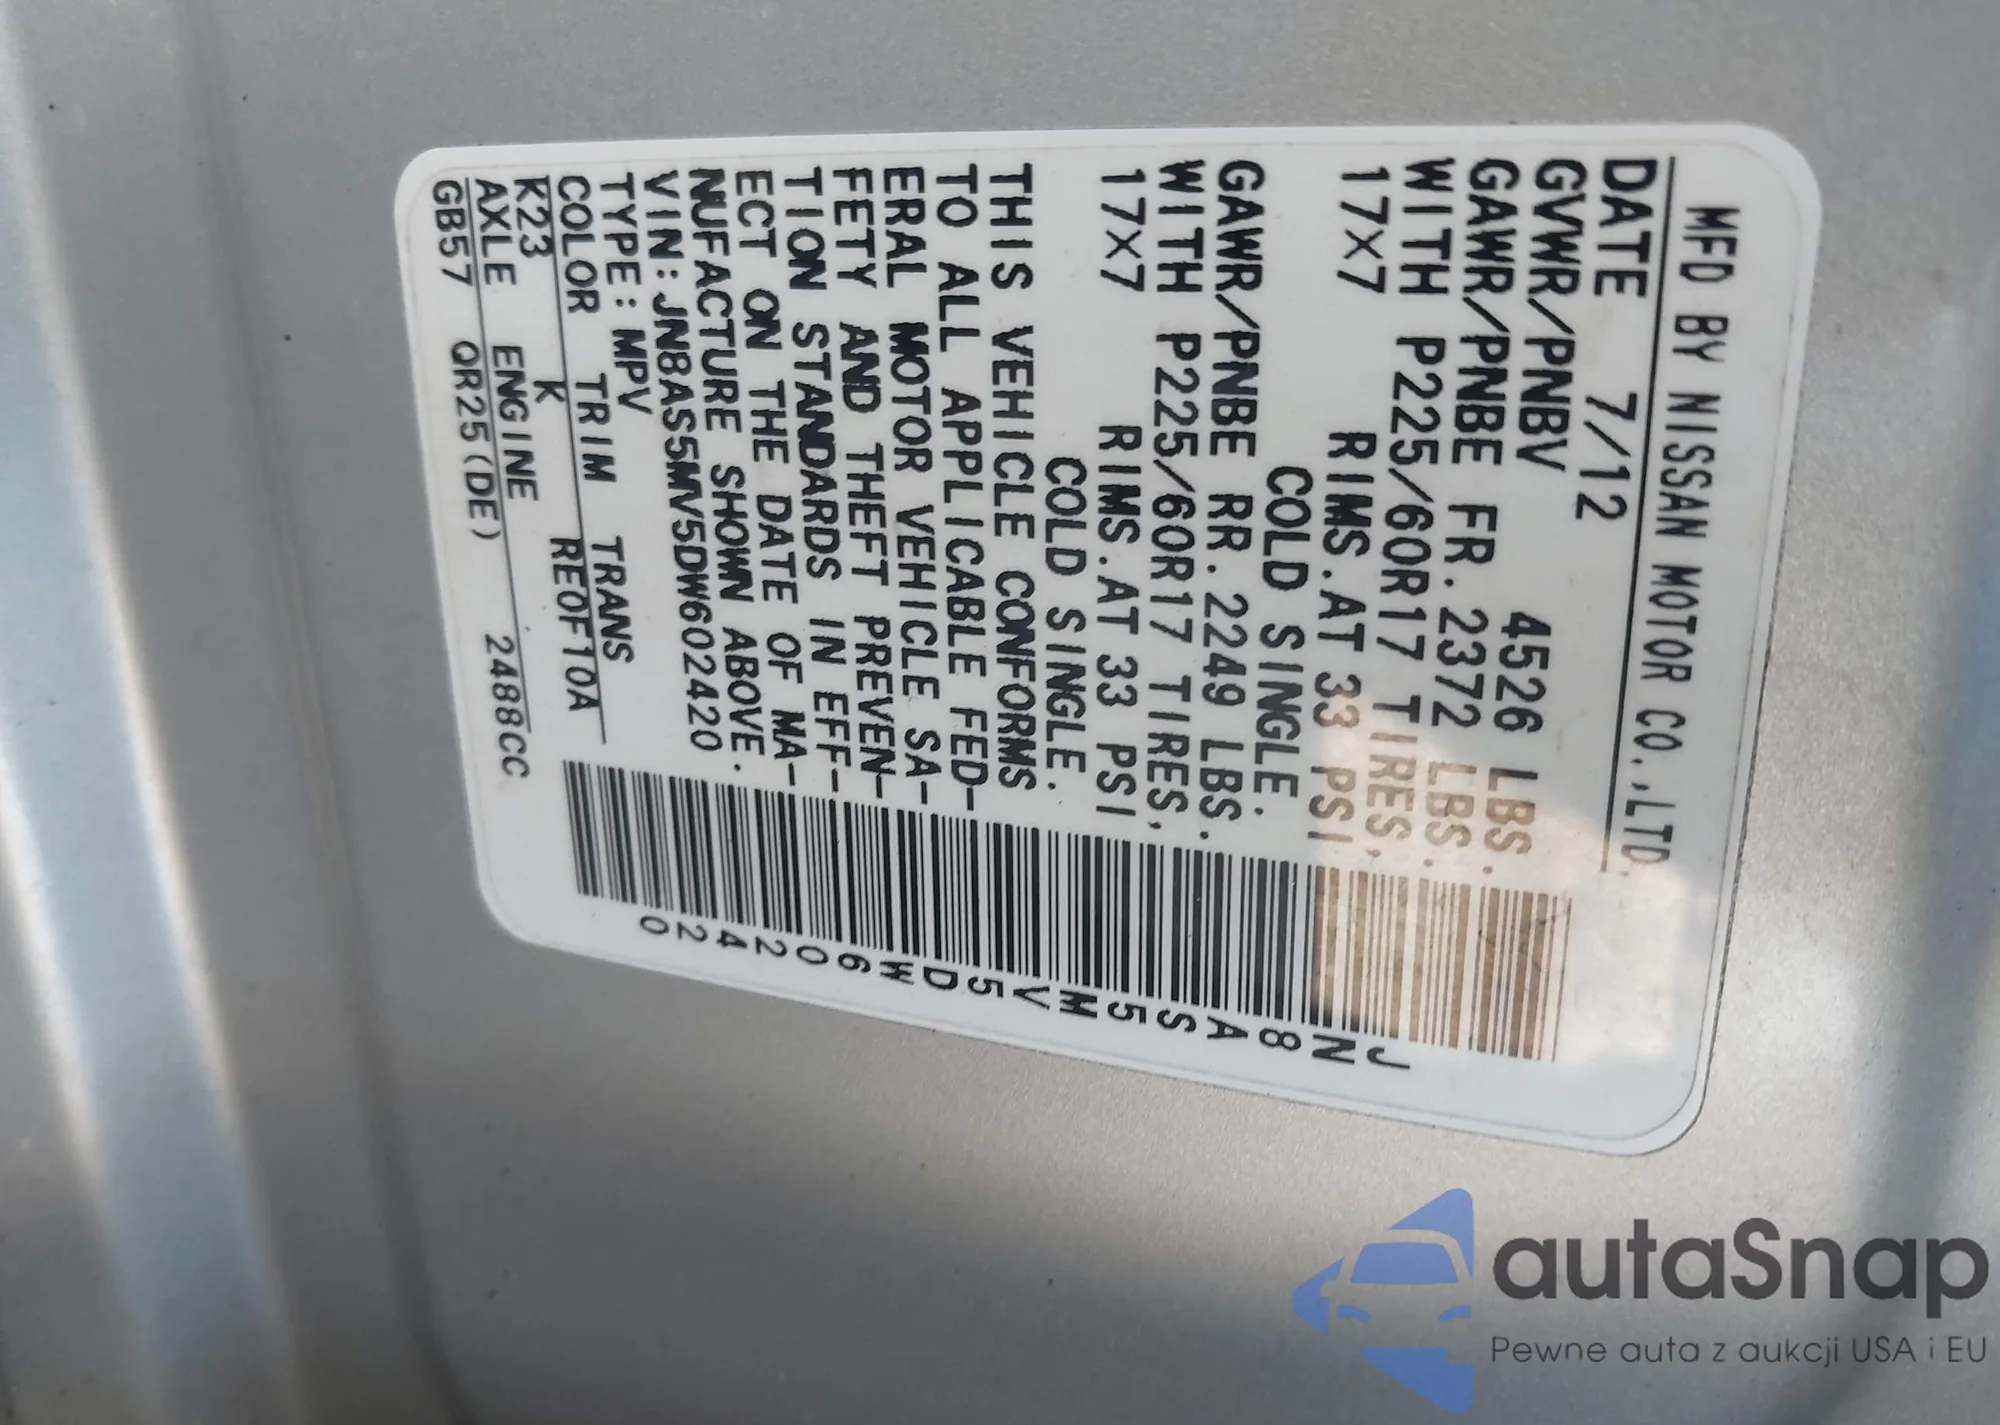 MFD BY NISSAN MOTOR CO.,LTD.
DATE 7/12
GVWR/PNBV 4526 LBS.
GAWR/PNBE FR. 2372 LBS.
WITH P225/60R17 TIRES,
17X7 RIMS.AT 33 PSI
COLD SINGLE.
GAWR/PNBE RR. 2249 LBS.
WITH P225/60R17 TIRES,
17X7 RIMS.AT 33 PSI
COLD SINGLE.
THIS VEHICLE CONFORMS
TO ALL APPLICABLE FED-
ERAL MOTOR VEHICLE SA-
FETY AND THEFT PREVEN-
TION STANDARDS IN EFF-
ECT ON THE DATE OF MA-
NUFACTURE SHOWN ABOVE.
VIN:JN8AS5MV5DW602420
TYPE:MPV
COLOR TRIM TRANS
K23 K RE0F10A
AXLE ENGINE
GB57 QR25(DE) 2488CC
JN8AS5MV5DW602420
autaSnap
Pewne auta z aukcji USA i EU